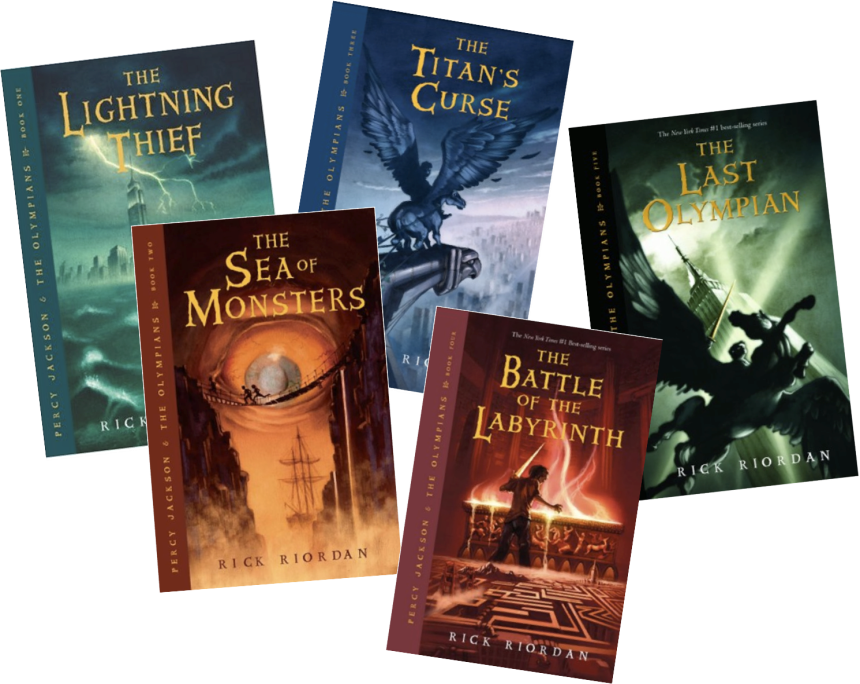 THE
LIGHTNING
THIEF
PERCY JACKSON & THE OLYMPIANS BOOK ONE
RICK
THE
TITAN'S
CURSE
THE OLYMPIANS BOOK THREE
THE
SEA OF
MONSTERS
PERCY JACKSON & THE OLYMPIANS BOOK TWO
RICK RIORDAN
The New York Times #1 Best-selling series
THE
BATTLE
OF THE
LABYRINTH
PERCY JACKSON & THE OLYMPIANS BOOK FOUR
RICK RIORDAN
The New York Times #1 best-selling series
THE
LAST
OLYMPIAN
THE OLYMPIANS BOOK FIVE
RICK RIORDAN